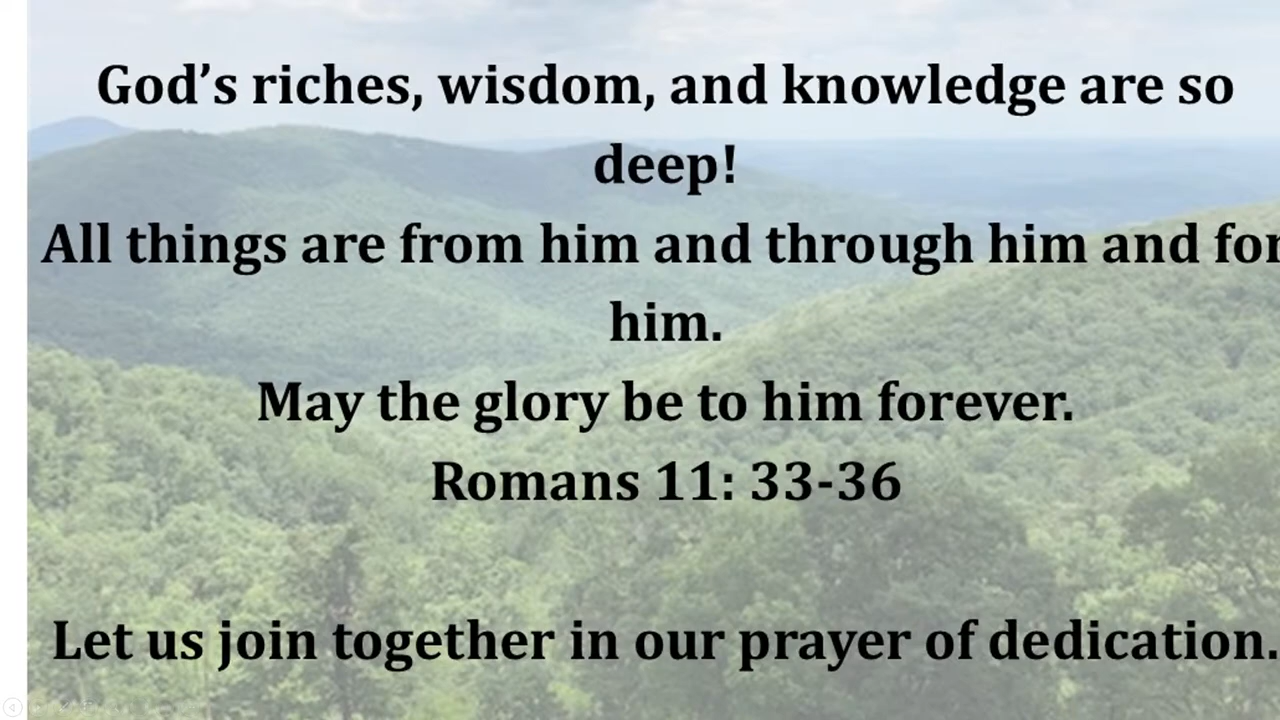 God’s riches, wisdom, and knowledge are so
deep!
All things are from him and through him and for
him.
May the glory be to him forever.
Romans 11: 33-36
Let us join together in our prayer of dedication.